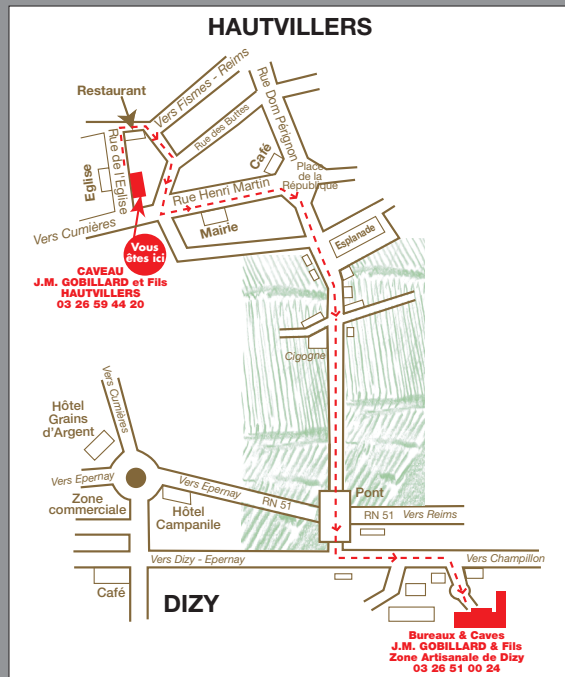 HAUTVILLERS
Restaurant
Vers Fismes - Reims
Rue des Buttes
Rue Dom Pérignon
Café
Place
de la
République
Eglise
Rue de l'Eglise
Rue Henri Martin
Mairie
Esplanade
Vers Cumières
Vous
êtes ici
CAVEAU
J.M. GOBILLARD et Fils
HAUTVILLERS
03 26 59 44 20
Cigogne
Vers Cumières
Hôtel
Grains
d'Argent
Vers Epernay
Vers Epernay
RN 51
Pont
Zone
commerciale
Hôtel
Campanile
RN 51
Vers Reims
Vers Dizy - Epernay
Vers Champillon
Café
DIZY
Bureaux & Caves
J.M. GOBILLARD & Fils
Zone Artisanale de Dizy
03 26 51 00 24